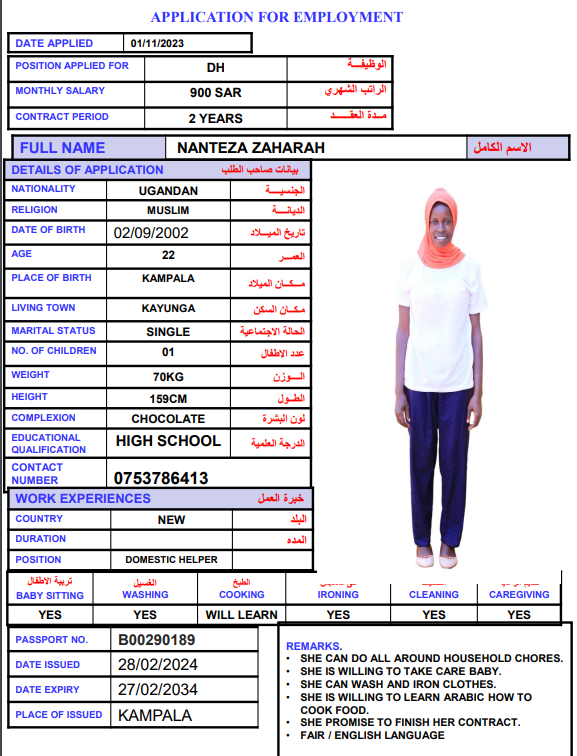 APPLICATION FOR EMPLOYMENT
DATE APPLIED 01/11/2023
POSITION APPLIED FOR DH الوظيفـــة
MONTHLY SALARY 900 SAR الراتب الشهري
CONTRACT PERIOD 2 YEARS مــدة العقــــد
FULL NAME NANTEZA ZAHARAH الاسم الكامل
DETAILS OF APPLICATION بيانات صاحب الطلب
NATIONALITY UGANDAN الجنسيـــة
RELIGION MUSLIM الديانـــة
DATE OF BIRTH 02/09/2002 تاريخ الميـــلاد
AGE 22 العمـــر
PLACE OF BIRTH KAMPALA مـكـان الميلاد
LIVING TOWN KAYUNGA مكـان السكن
MARITAL STATUS SINGLE الحالة الاجتماعية
NO. OF CHILDREN 01 عدد الاطفال
WEIGHT 70KG الـــوزن
HEIGHT 159CM الطــول
COMPLEXION CHOCOLATE لون البشرة
EDUCATIONAL QUALIFICATION HIGH SCHOOL الدرجة العلمية
CONTACT NUMBER 0753786413
WORK EXPERIENCES خبرة العمل
COUNTRY NEW البلد
DURATION المده
POSITION DOMESTIC HELPER
تربية الاطفال الغسيل الطبخ
BABY SITTING WASHING COOKING IRONING CLEANING CAREGIVING
YES YES WILL LEARN YES YES YES
PASSPORT NO. B00290189
DATE ISSUED 28/02/2024
DATE EXPIRY 27/02/2034
PLACE OF ISSUED KAMPALA
REMARKS.
• SHE CAN DO ALL AROUND HOUSEHOLD CHORES.
• SHE IS WILLING TO TAKE CARE BABY.
• SHE CAN WASH AND IRON CLOTHES.
• SHE IS WILLING TO LEARN ARABIC HOW TO
COOK FOOD.
• SHE PROMISE TO FINISH HER CONTRACT.
• FAIR / ENGLISH LANGUAGE